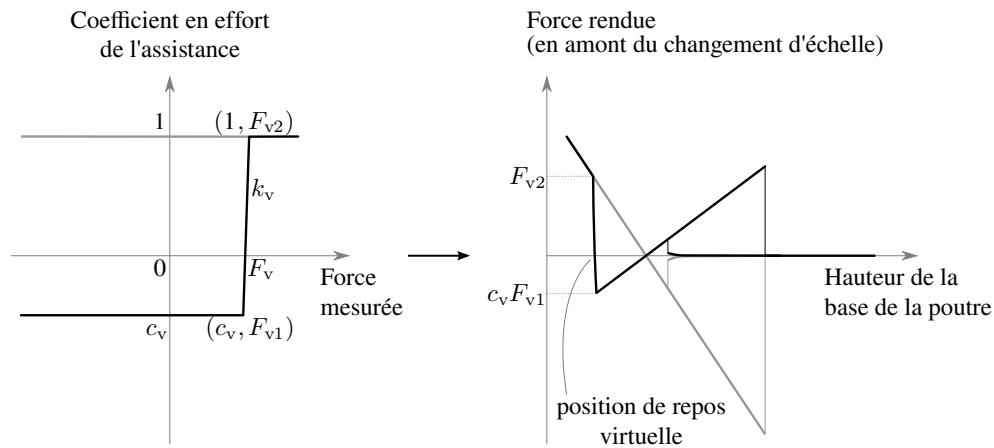 Coefficient en effort
de l'assistance
1
(1, F_v2)
k_v
0
F_v
Force
mesurée
c_v
(c_v, F_v1)
Force rendue
(en amont du changement d'échelle)
F_v2
c_vF_v1
Hauteur de la
base de la poutre
position de repos
virtuelle